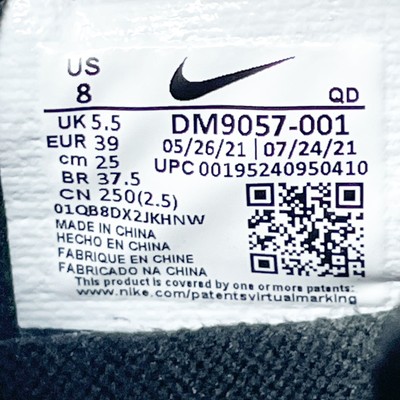 US
8
QD
UK 5.5
EUR 39
cm 25
BR 37.5
CN 250(2.5)
01QB8DX2JKHNW
DM9057-001
05/26/21 | 07/24/21
UPC 00195240950410
MADE IN CHINA
HECHO EN CHINA
FABRIQUE EN CHINE
FABRICADO NA CHINA
This product is covered by one or more patents.
www.nike.com/patentsvirtualmarking